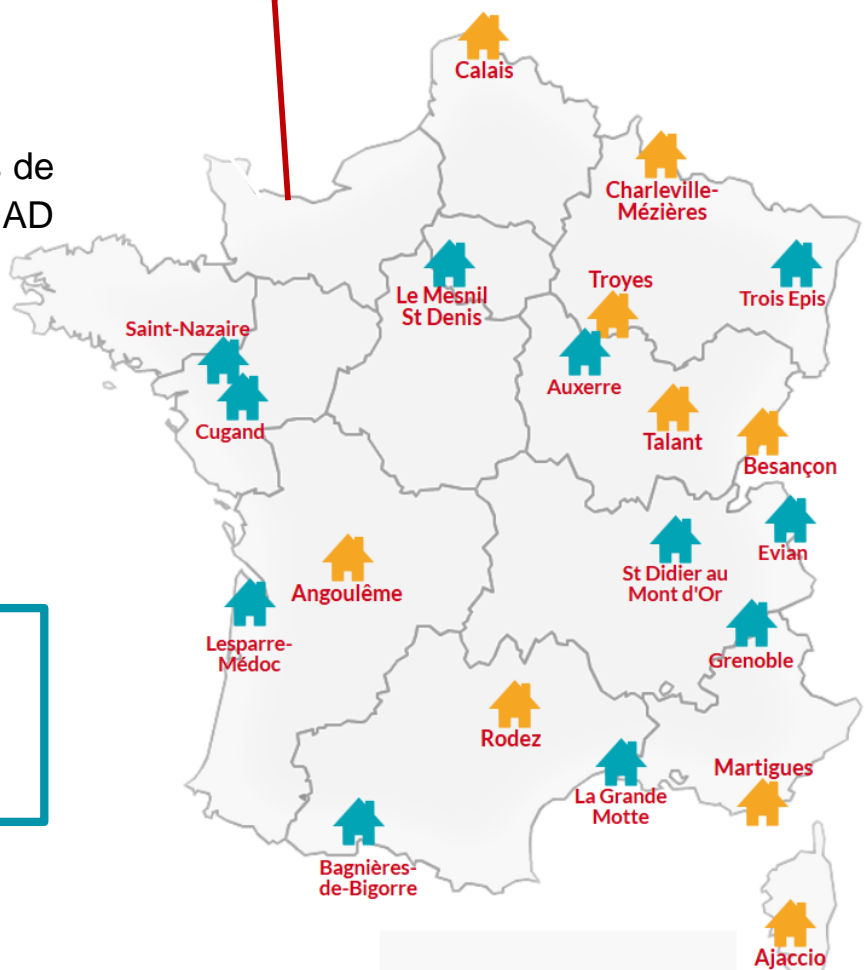 Calais
s de
AD
Charleville-
Mézières
Le Mesnil
St Denis
Troyes
Trois Epis
Saint-Nazaire
Auxerre
Cugand
Talant
Besançon
Evian
St Didier au
Mont d'Or
Angoulême
Lesparre-
Médoc
Grenoble
Rodez
Martigues
La Grande
Motte
Bagnières-
de-Bigorre
Ajaccio